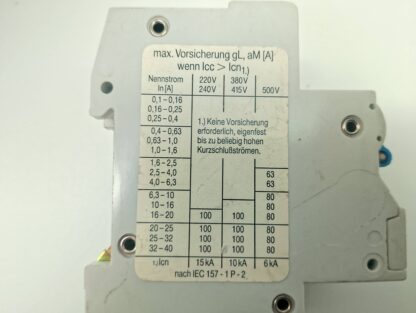 max. Vorsicherung gL, aM [A]
wenn Icc > Icn 1.)
Nennstrom In [A] 220V 240V 380V 415V 500V
0,1 – 0,16
0,16 – 0,25
0,25 – 0,4
0,4 – 0,63
0,63 – 1,0
1,0 – 1,6
1.) Keine Vorsicherung
erforderlich, eigenfest
bis zu beliebig hohen
Kurzschlußströmen.
1,6 – 2,5
2,5 – 4,0 63
4,0 – 6,3 63
6,3 – 10 80
10 – 16 80
16 – 20 100 100 80
20 – 25 100 100 80
25 – 32 100 100 80
32 – 40 100 100 80
Icn 15 kA 10 kA 6 kA
nach IEC 157 - 1 P - 2